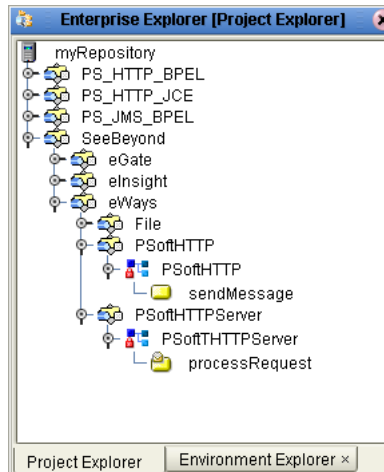 Enterprise Explorer [Project Explorer]
myRepository
PS_HTTP_BPEL
PS_HTTP_JCE
PS_JMS_BPEL
SeeBeyond
eGate
eInsight
eWays
File
PSoftHTTP
PSoftHTTP
sendMessage
PSoftHTTPServer
PSoftTHTTPServer
processRequest
Project Explorer Environment Explorer ×